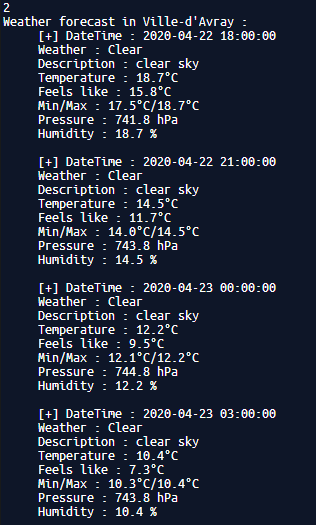 2
Weather forecast in Ville-d'Avray :
[+] DateTime : 2020-04-22 18:00:00
Weather : Clear
Description : clear sky
Temperature : 18.7°C
Feels like : 15.8°C
Min/Max : 17.5°C/18.7°C
Pressure : 741.8 hPa
Humidity : 18.7 %
[+] DateTime : 2020-04-22 21:00:00
Weather : Clear
Description : clear sky
Temperature : 14.5°C
Feels like : 11.7°C
Min/Max : 14.0°C/14.5°C
Pressure : 743.8 hPa
Humidity : 14.5 %
[+] DateTime : 2020-04-23 00:00:00
Weather : Clear
Description : clear sky
Temperature : 12.2°C
Feels like : 9.5°C
Min/Max : 12.1°C/12.2°C
Pressure : 744.8 hPa
Humidity : 12.2 %
[+] DateTime : 2020-04-23 03:00:00
Weather : Clear
Description : clear sky
Temperature : 10.4°C
Feels like : 7.3°C
Min/Max : 10.3°C/10.4°C
Pressure : 743.8 hPa
Humidity : 10.4 %